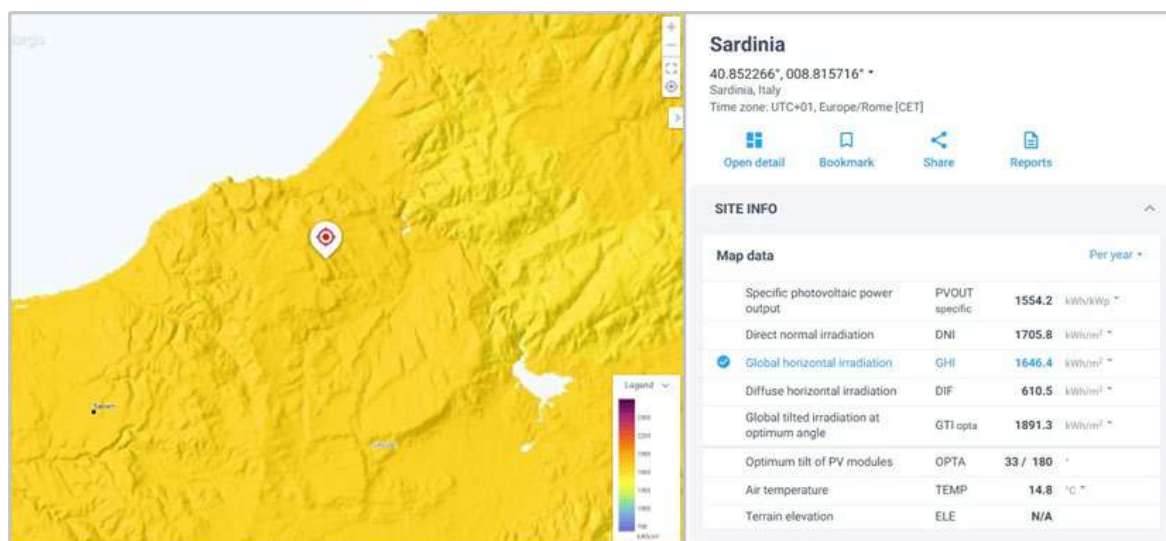 Sardinia
40.852266°, 008.815716°
Sardinia, Italy
Time zone: UTC+01, Europe/Rome [CET]
Open detail Bookmark Share Reports
SITE INFO
Map data Per year
Specific photovoltaic power PVOUT 1554.2 kWh/kWp
output specific
Direct normal irradiation DNI 1705.8 kWh/m²
Global horizontal irradiation GHI 1646.4 kWh/m²
Diffuse horizontal irradiation DIF 610.5 kWh/m²
Global tilted irradiation at GTI opta 1891.3 kWh/m²
optimum angle
Optimum tilt of PV modules OPTA 33 / 180 °
Air temperature TEMP 14.8 °C
Terrain elevation ELE N/A
Legend